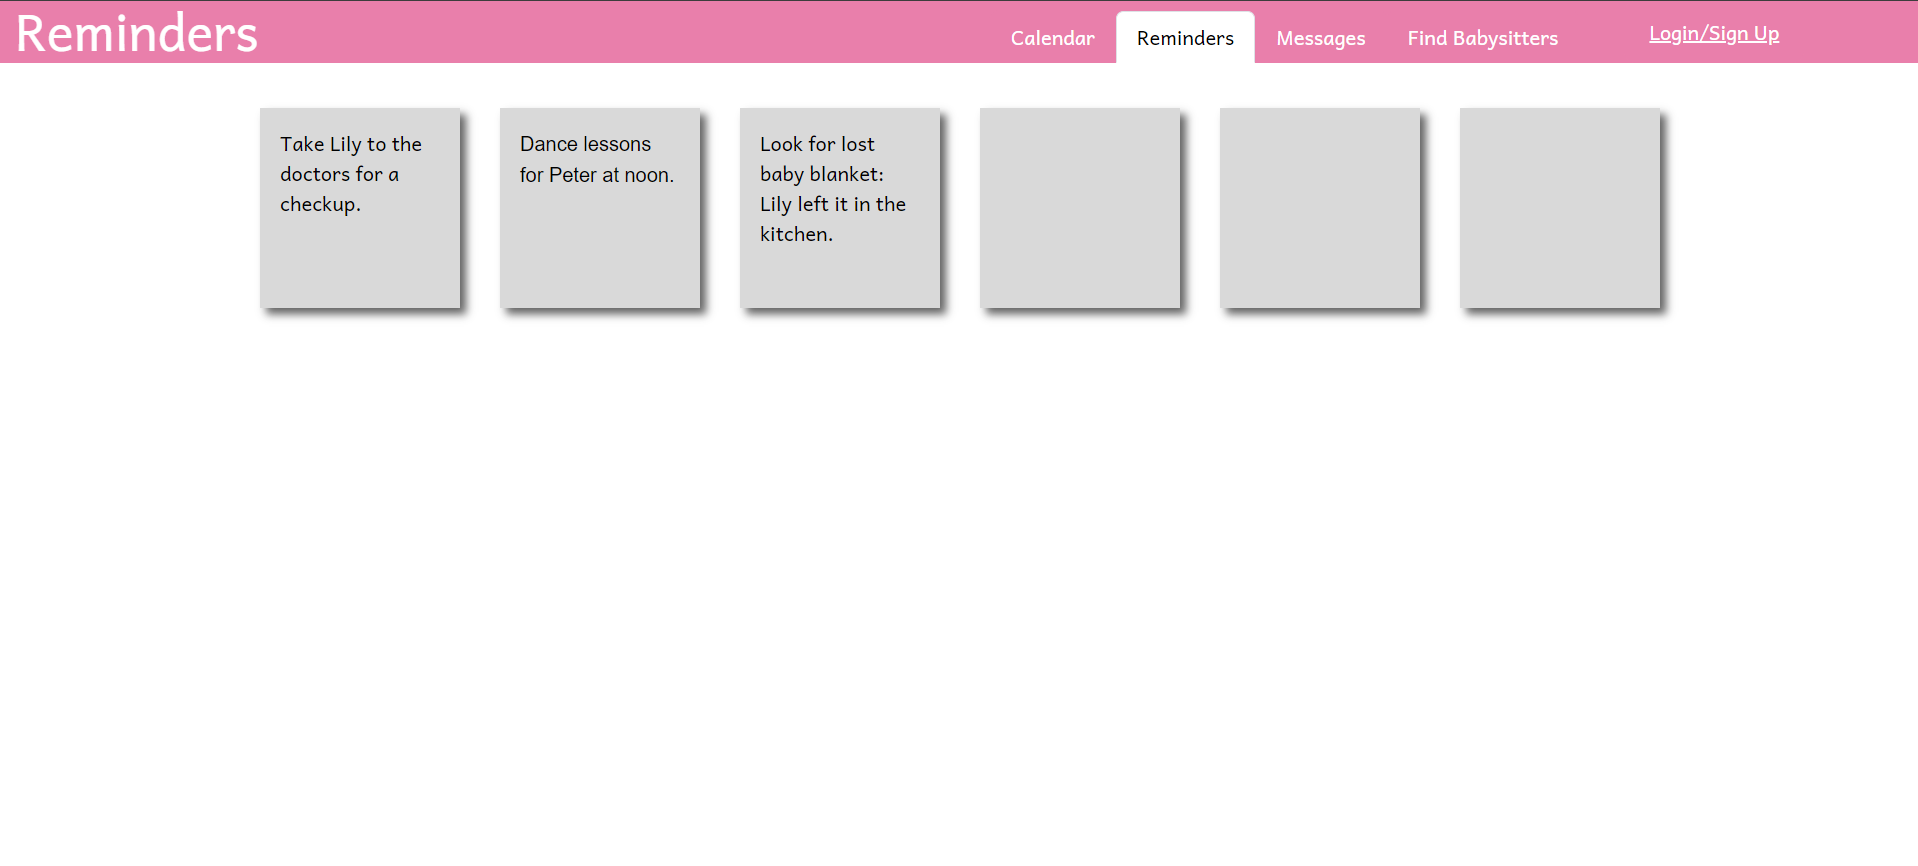 Reminders
Calendar
Reminders
Messages
Find Babysitters
Login/Sign Up
Take Lily to the
doctors for a
checkup.
Dance lessons
for Peter at noon.
Look for lost
baby blanket:
Lily left it in the
kitchen.